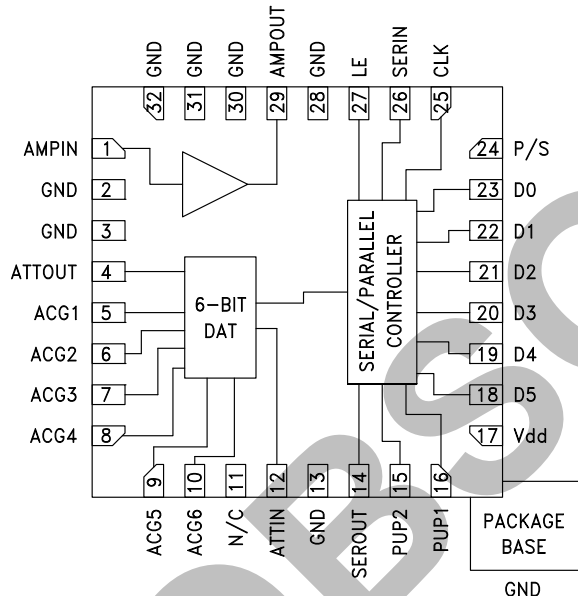 GND
GND
GND
AMPOUT
GND
LE
SERIN
CLK
32
31
30
29
28
27
26
25
AMPIN 1
GND 2
GND 3
ATTOUT 4
ACG1 5
ACG2 6
ACG3 7
ACG4 8
6-BIT
DAT
SERIAL/PARALLEL
CONTROLLER
24 P/S
23 D0
22 D1
21 D2
20 D3
19 D4
18 D5
17 Vdd
9
10
11
12
13
14
15
16
ACG5
ACG6
N/C
ATTIN
GND
SEROUT
PUP2
PUP1
PACKAGE
BASE
GND